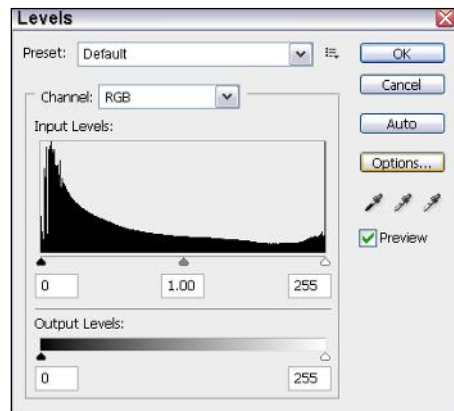 Levels
Preset: Default
OK
Cancel
Auto
Options...
Preview
Channel: RGB
Input Levels:
0 1.00 255
Output Levels:
0 255